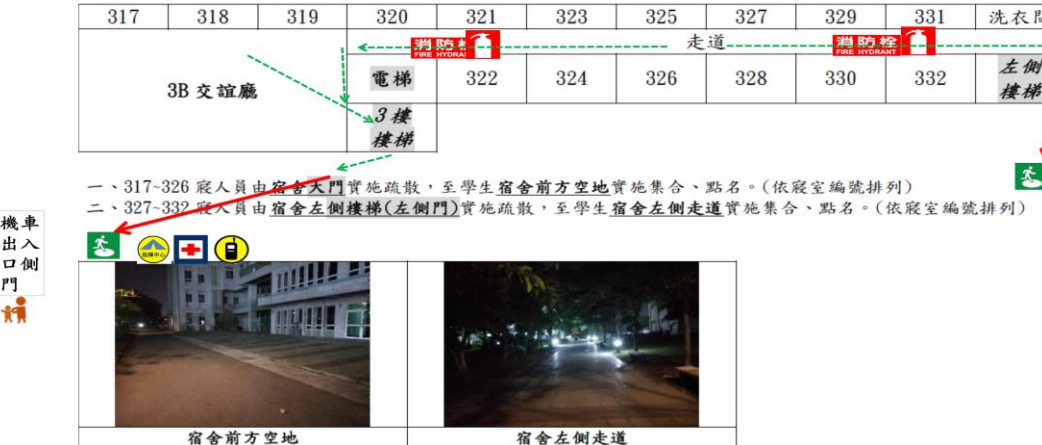 317 318 319 320 321 323 325 327 329 331 洗衣間
消防栓 走道 消防栓
FIRE HYDRANT FIRE HYDRANT
3B 交誼廳 電梯 322 324 326 328 330 332 左側樓梯
3樓
樓梯
一、317~326 寢人員由宿舍大門實施疏散，至學生宿舍前方空地實施集合、點名。(依寢室編號排列)
二、327~332 寢人員由宿舍左側樓梯(左側門)實施疏散，至學生宿舍左側走道實施集合、點名。(依寢室編號排列)
機車
出入
口側
門
指揮中心
宿舍前方空地 宿舍左側走道